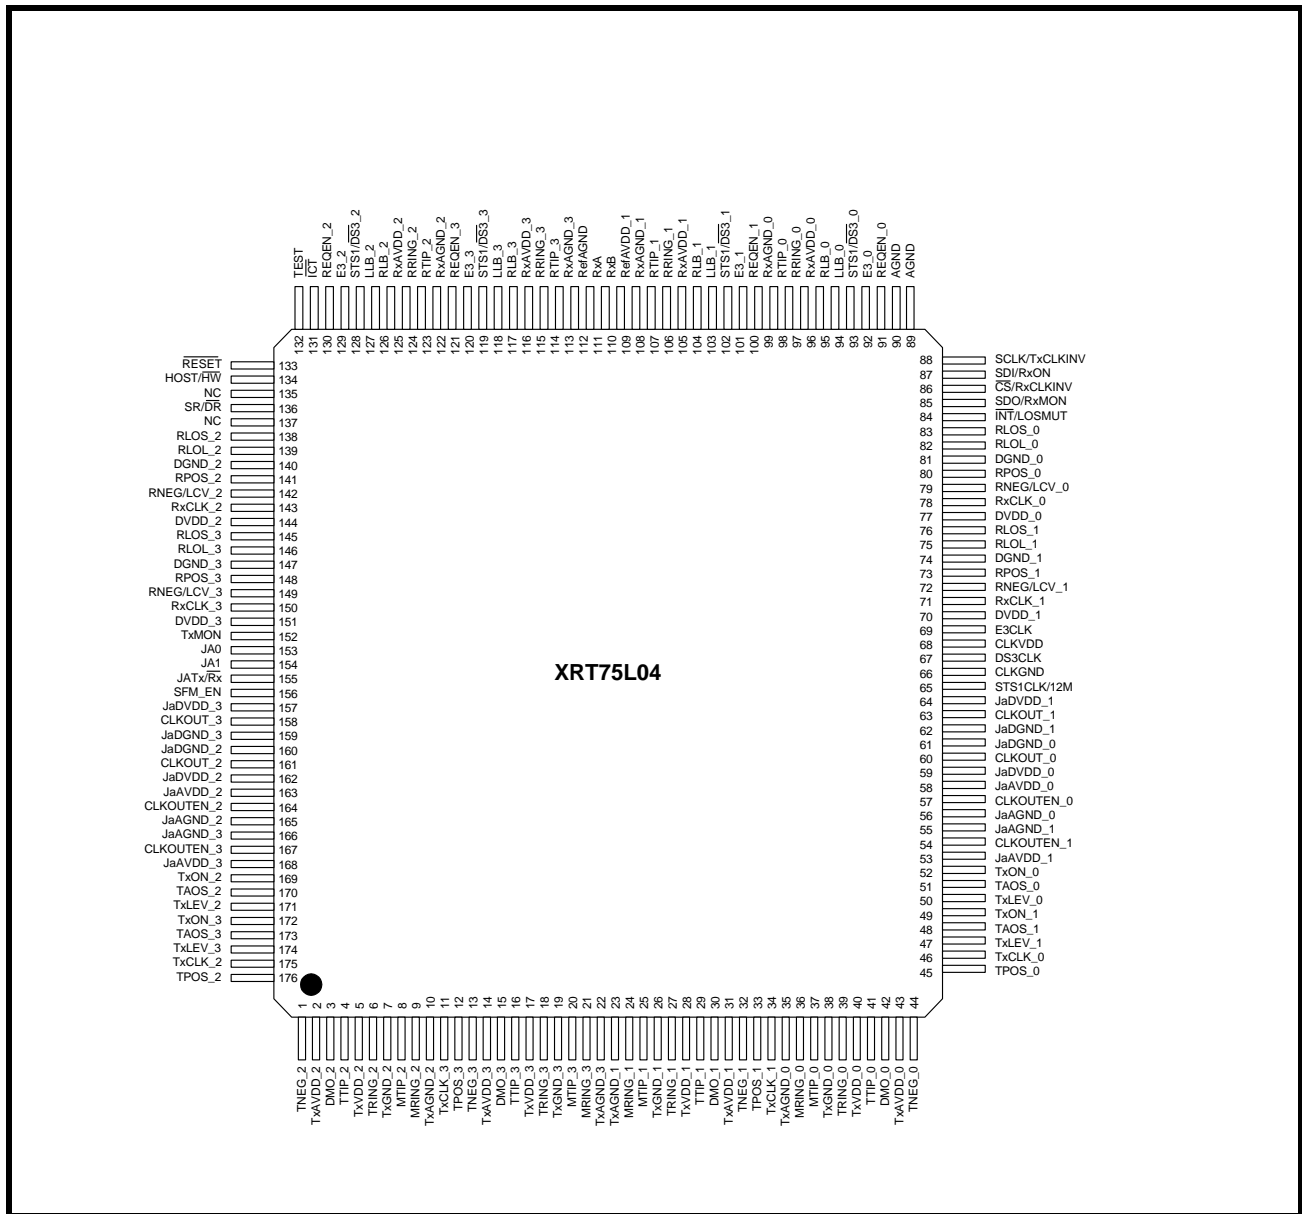 TEST 132
ICT 131
REQEN_2 130
E3_2 129
STS1/DS3_2 128
LLB_2 127
RLB_2 126
RxAVDD_2 125
RRING_2 124
RTIP_2 123
RxAGND_2 122
REQEN_3 121
E3_3 120
STS1/DS3_3 119
LLB_3 118
RLB_3 117
RxAVDD_3 116
RRING_3 115
RTIP_3 114
RxAGND_3 113
RefAGND 112
RxA 111
RxB 110
RefAVDD_1 109
RxAGND_1 108
RTIP_1 107
RRING_1 106
RxAVDD_1 105
RLB_1 104
LLB_1 103
STS1/DS3_1 102
E3_1 101
REQEN_1 100
RxAGND_0 99
RTIP_0 98
RRING_0 97
RxAVDD_0 96
RLB_0 95
LLB_0 94
STS1/DS3_0 93
E3_0 92
REQEN_0 91
AGND 90
AGND 89
RESET 133
HOST/HW 134
NC 135
SR/DR 136
NC 137
RLOS_2 138
RLOL_2 139
DGND_2 140
RPOS_2 141
RNEG/LCV_2 142
RxCLK_2 143
DVDD_2 144
RLOS_3 145
RLOL_3 146
DGND_3 147
RPOS_3 148
RNEG/LCV_3 149
RxCLK_3 150
DVDD_3 151
TxMON 152
JA0 153
JA1 154
JATx/Rx 155
SFM_EN 156
JaDVDD_3 157
CLKOUT_3 158
JaDGND_3 159
JaDGND_2 160
CLKOUT_2 161
JaDVDD_2 162
JaAVDD_2 163
CLKOUTEN_2 164
JaAGND_2 165
JaAGND_3 166
CLKOUTEN_3 167
JaAVDD_3 168
TxON_2 169
TAOS_2 170
TxLEV_2 171
TxON_3 172
TAOS_3 173
TxLEV_3 174
TxCLK_2 175
TPOS_2 176
XRT75L04
88 SCLK/TxCLKINV
87 SDI/RxON
86 CS/RxCLKINV
85 SDO/RxMON
84 INT/LOSMUT
83 RLOS_0
82 RLOL_0
81 DGND_0
80 RPOS_0
79 RNEG/LCV_0
78 RxCLK_0
77 DVDD_0
76 RLOS_1
75 RLOL_1
74 DGND_1
73 RPOS_1
72 RNEG/LCV_1
71 RxCLK_1
70 DVDD_1
69 E3CLK
68 CLKVDD
67 DS3CLK
66 CLKGND
65 STS1CLK/12M
64 JaDVDD_1
63 CLKOUT_1
62 JaDGND_1
61 JaDGND_0
60 CLKOUT_0
59 JaDVDD_0
58 JaAVDD_0
57 CLKOUTEN_0
56 JaAGND_0
55 JaAGND_1
54 CLKOUTEN_1
53 JaAVDD_1
52 TxON_0
51 TAOS_0
50 TxLEV_0
49 TxON_1
48 TAOS_1
47 TxLEV_1
46 TxCLK_0
45 TPOS_0
1 TNEG_2
2 TxAVDD_2
3 DMO_2
4 TTIP_2
5 TxVDD_2
6 TRING_2
7 TxGND_2
8 MTIP_2
9 MRING_2
10 TxAGND_2
11 TxCLK_3
12 TPOS_3
13 TNEG_3
14 TxAVDD_3
15 DMO_3
16 TTIP_3
17 TxVDD_3
18 TRING_3
19 TxGND_3
20 MTIP_3
21 MRING_3
22 TxAGND_3
23 TxAGND_1
24 MRING_1
25 MTIP_1
26 TxGND_1
27 TRING_1
28 TxVDD_1
29 TTIP_1
30 DMO_1
31 TxAVDD_1
32 TNEG_1
33 TPOS_1
34 TxCLK_1
35 TxAGND_0
36 MRING_0
37 MTIP_0
38 TxGND_0
39 TRING_0
40 TxVDD_0
41 TTIP_0
42 DMO_0
43 TxAVDD_0
44 TNEG_0